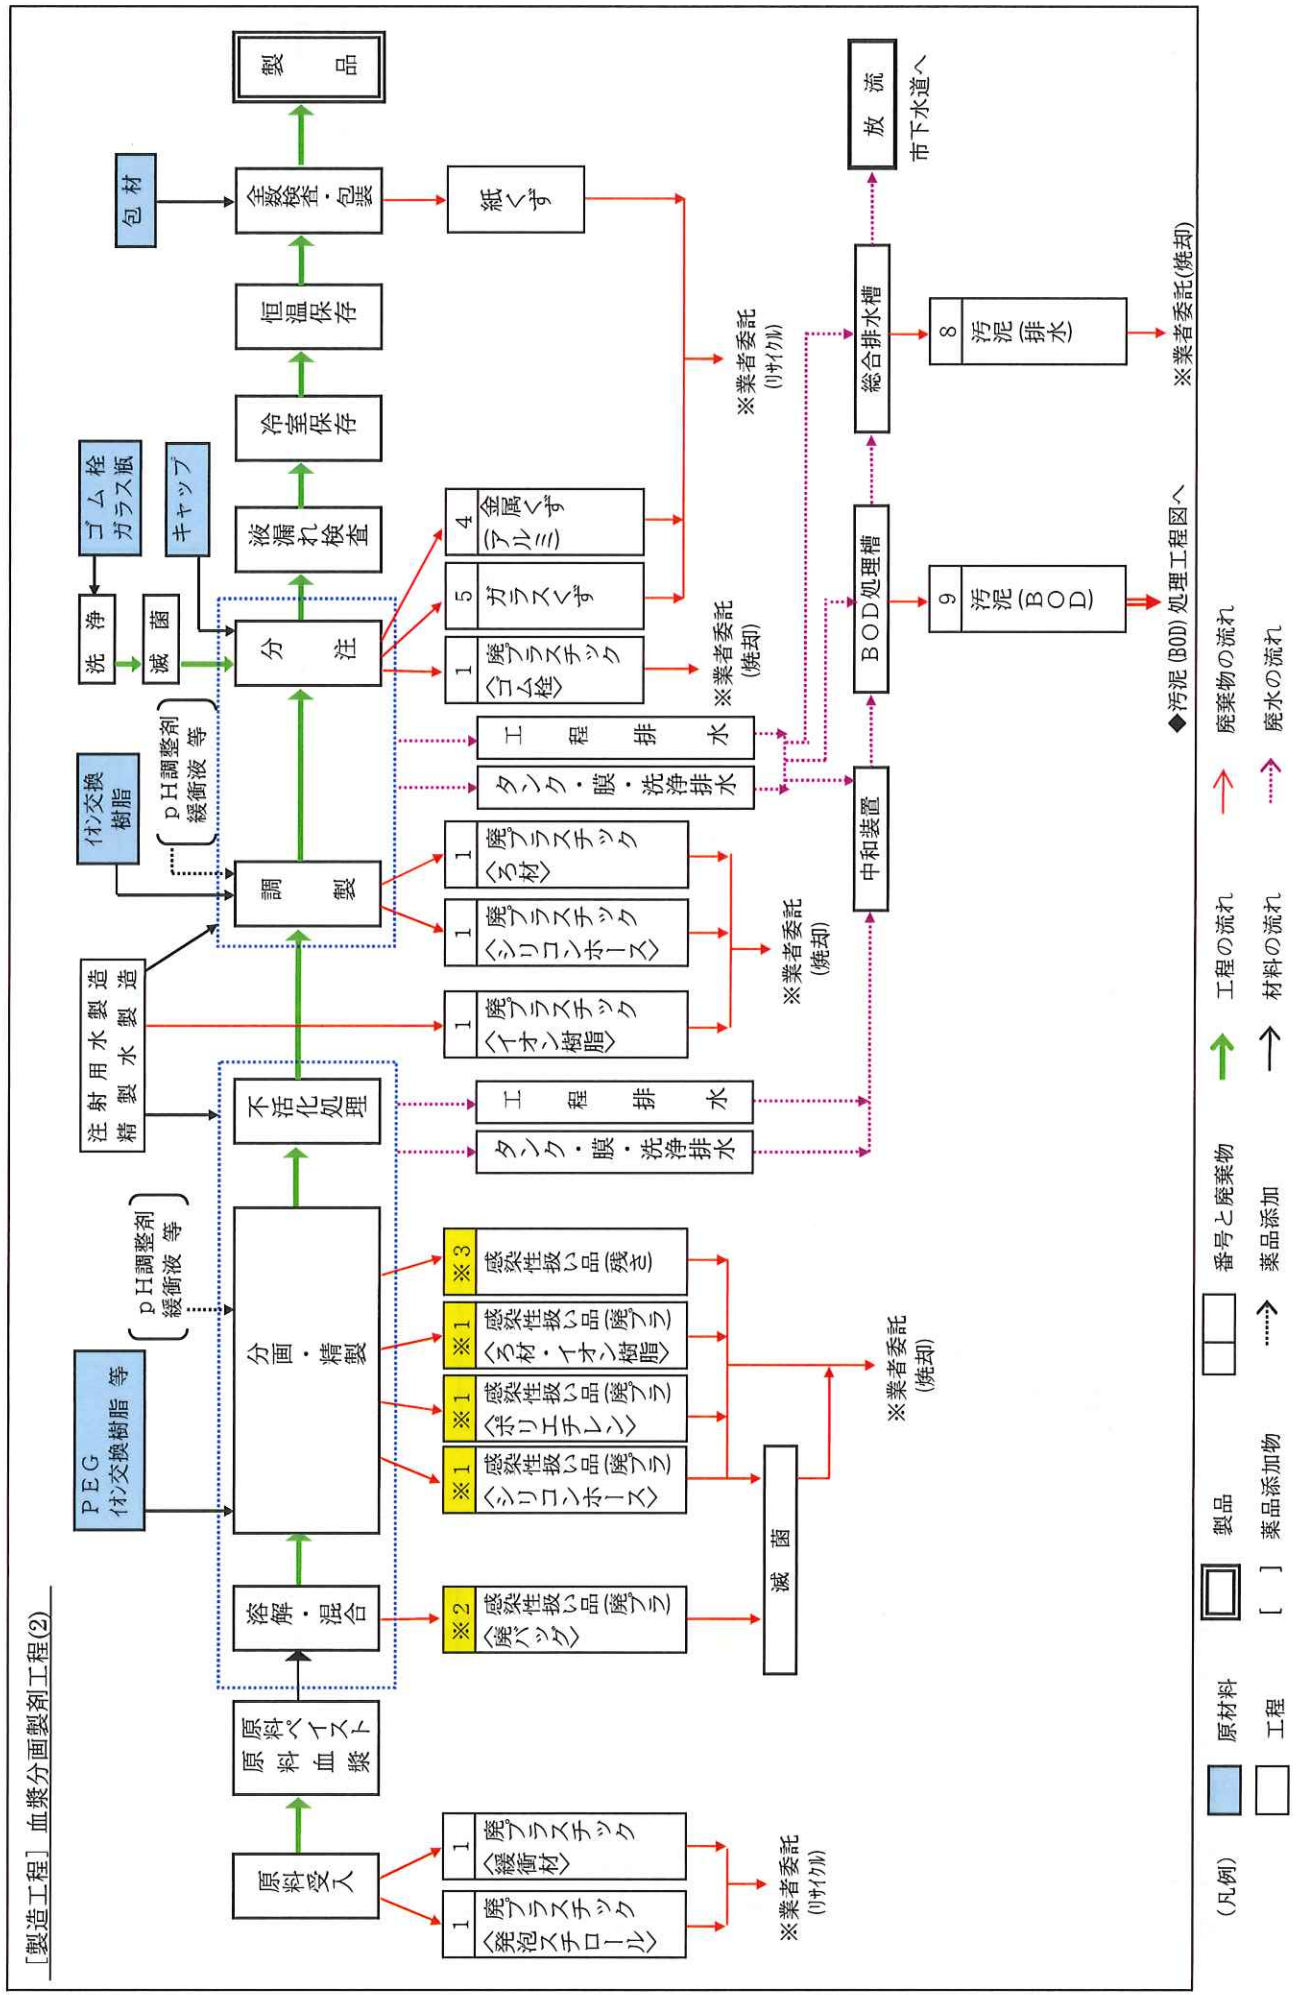 [製造工程] 血漿分画製剤工程(2)
原料受入
原料ペイスト
原料血漿
溶解・混合
分画・精製
不活化処理
調製
分注
液漏れ検査
冷室保存
恒温保存
全数検査・包装
製品
PEG
イオン交換樹脂 等
pH調整剤
緩衝液 等
注射用水製造
精製水製造
イオン交換
樹脂
pH調整剤
緩衝液 等
洗浄
滅菌
ゴム栓
ガラス瓶
キャップ
包材
1
廃プラスチック
〈発泡スチロール〉
1
廃プラスチック
〈緩衝材〉
※業者委託
(リサイクル)
※2
感染性扱い品(廃プラ)
〈廃バッグ〉
※1
感染性扱い品(廃プラ)
〈シリコンホース〉
※1
感染性扱い品(廃プラ)
〈ポリエチレン〉
※1
感染性扱い品(廃プラ)
〈ろ材・イオン樹脂〉
※3
感染性扱い品(残さ)
滅菌
※業者委託
(焼却)
タンク・膜・洗浄排水
工程排水
1
廃プラスチック
〈イオン樹脂〉
1
廃プラスチック
〈シリコンホース〉
1
廃プラスチック
〈ろ材〉
※業者委託
(焼却)
タンク・膜・洗浄排水
工程排水
1
廃プラスチック
〈ゴム栓〉
※業者委託
(焼却)
5
ガラスくず
4
金属くず
(アルミ)
紙くず
※業者委託
(リサイクル)
中和装置
BOD処理槽
総合排水槽
放流
市下水道へ
9
汚泥(BOD)
◆汚泥(BOD)処理工程図へ
8
汚泥(排水)
※業者委託(焼却)
(凡例)
原材料
製品
番号と廃棄物
工程の流れ
廃棄物の流れ
工程
[ ] 薬品添加物
薬品添加
材料の流れ
廃水の流れ